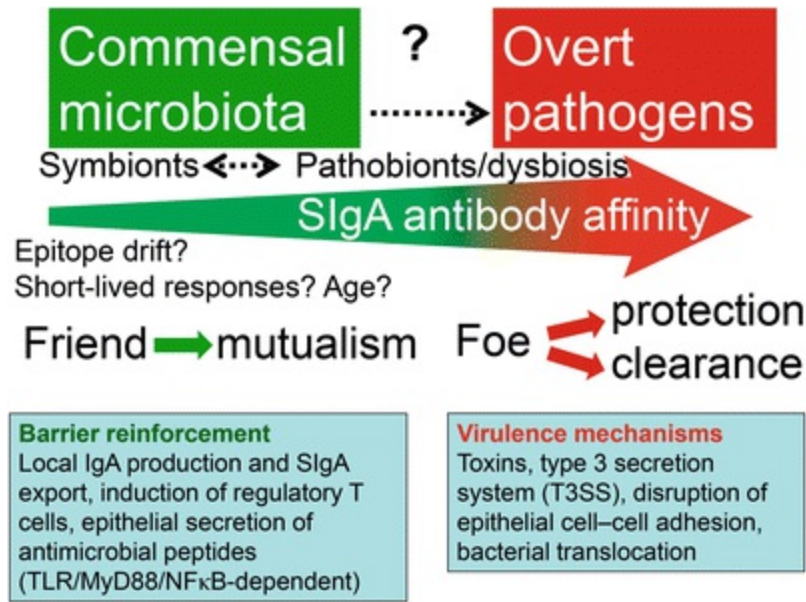 Commensal
microbiota
?
Overt
pathogens
Symbionts
Pathobionts/dysbiosis
SIgA antibody affinity
Epitope drift?
Short-lived responses? Age?
Friend
mutualism
Foe
protection
clearance
Barrier reinforcement
Local IgA production and SIgA
export, induction of regulatory T
cells, epithelial secretion of
antimicrobial peptides
(TLR/MyD88/NFκB-dependent)
Virulence mechanisms
Toxins, type 3 secretion
system (T3SS), disruption of
epithelial cell–cell adhesion,
bacterial translocation